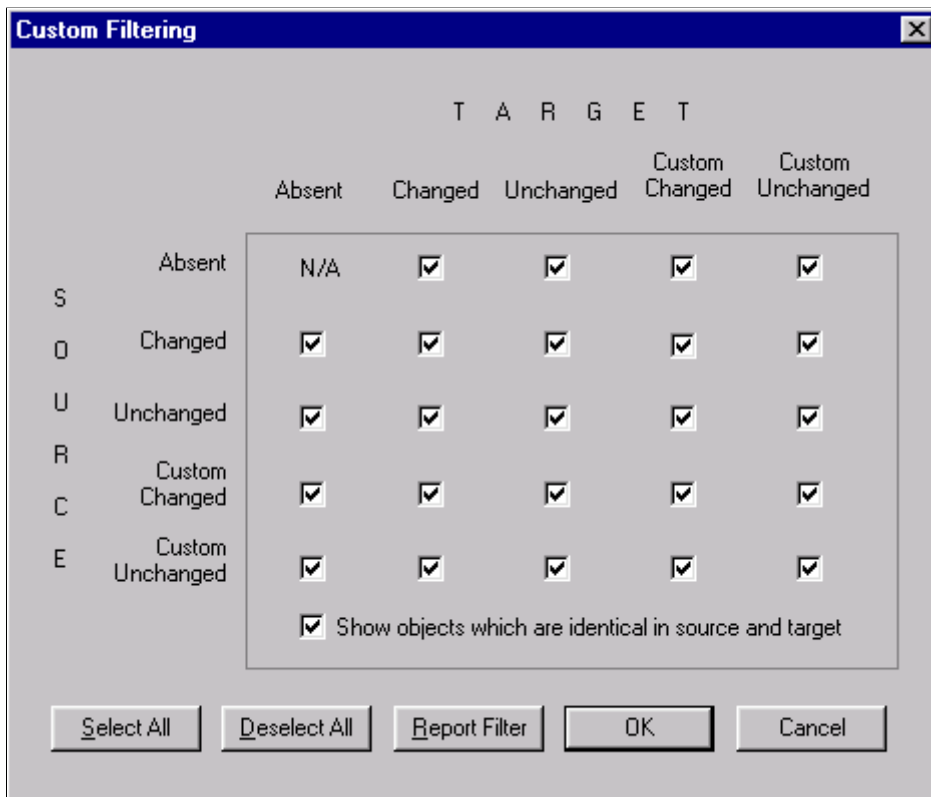 Custom Filtering
T A R G E T
Absent Changed Unchanged Custom Changed Custom Unchanged
S O U R C E
Absent N/A
Changed
Unchanged
Custom Changed
Custom Unchanged
Show objects which are identical in source and target
Select All Deselect All Report Filter OK Cancel